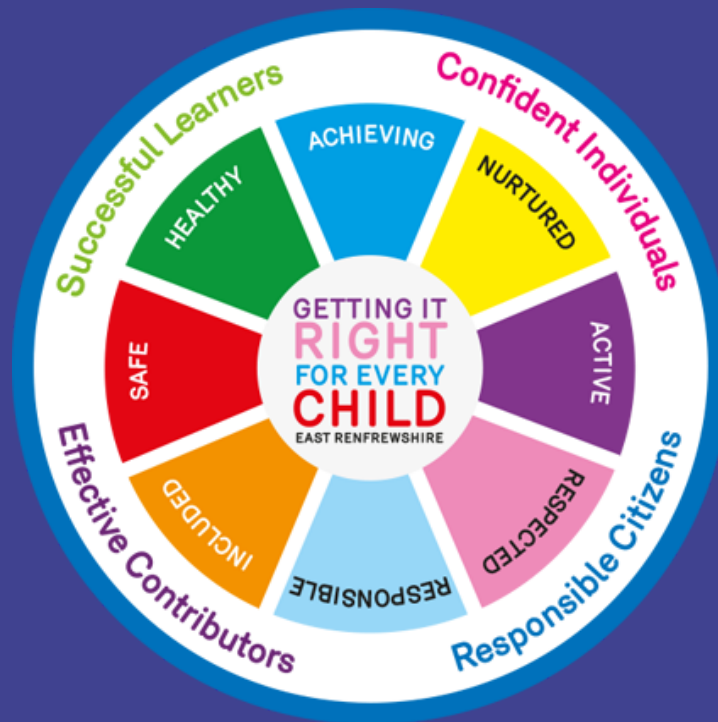 Successful Learners
Confident Individuals
ACHIEVING
NURTURED
ACTIVE
RESPECTED
RESPONSIBLE
INCLUDED
SAFE
HEALTHY
GETTING IT
RIGHT
FOR EVERY
CHILD
EAST RENFREWSHIRE
Effective Contributors
Responsible Citizens